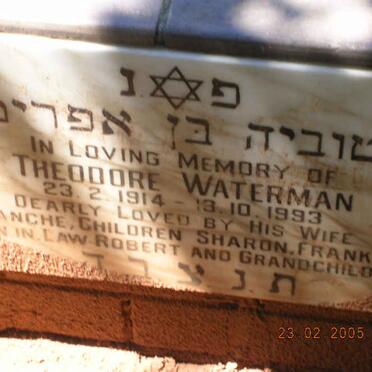 פ נ
טוביה בן אפרים
IN LOVING MEMORY OF
THEODORE WATERMAN
23.2.1914 - 13.10.1993
DEARLY LOVED BY HIS WIFE
ANCHE, CHILDREN SHARON, FRANK
N IN LAW ROBERT AND GRANDCHILD
ת נ צ ב ה
23 02 2005